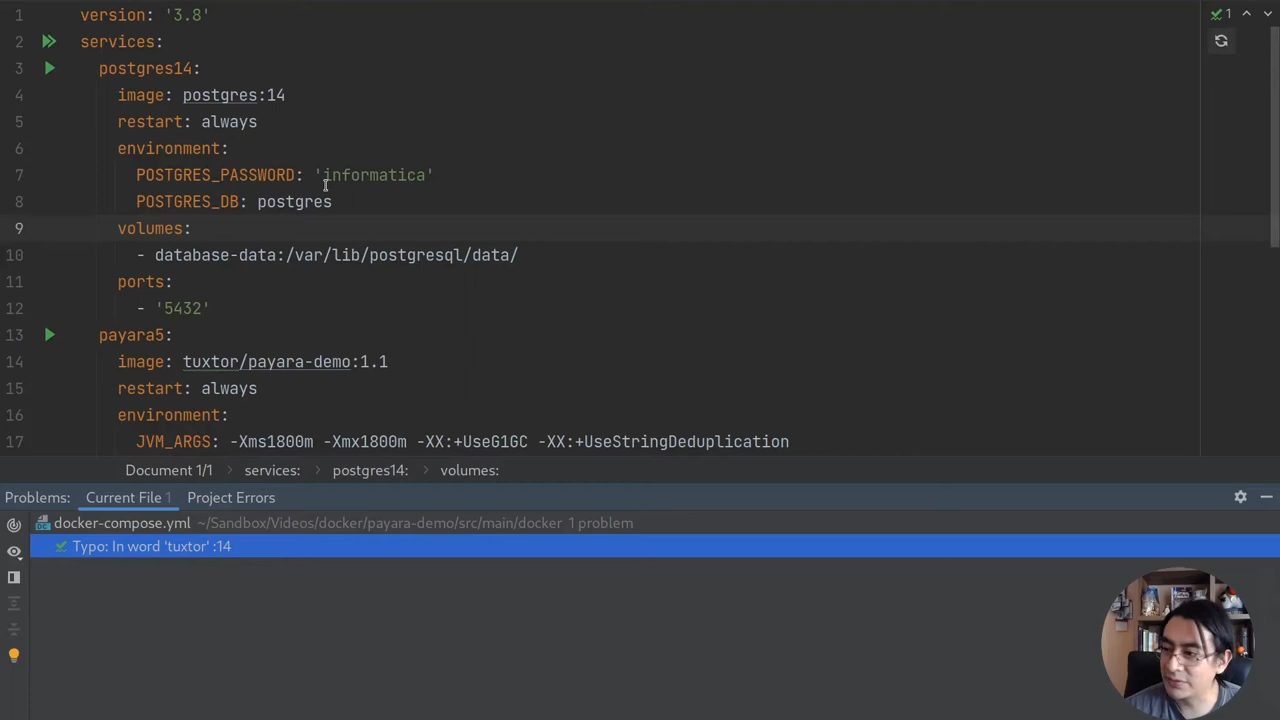 1 version: '3.8'
2 services:
3 postgres14:
4 image: postgres:14
5 restart: always
6 environment:
7 POSTGRES_PASSWORD: 'informatica'
8 POSTGRES_DB: postgres
9 volumes:
10 - database-data:/var/lib/postgresql/data/
11 ports:
12 - '5432'
13 payara5:
14 image: tuxtor/payara-demo:1.1
15 restart: always
16 environment:
17 JVM_ARGS: -Xms1800m -Xmx1800m -XX:+UseG1GC -XX:+UseStringDeduplication
1
Document 1/1 > services: > postgres14: > volumes:
Problems: Current File 1 Project Errors
docker-compose.yml ~/Sandbox/Videos/docker/payara-demo/src/main/docker 1 problem
Typo: In word 'tuxtor' :14